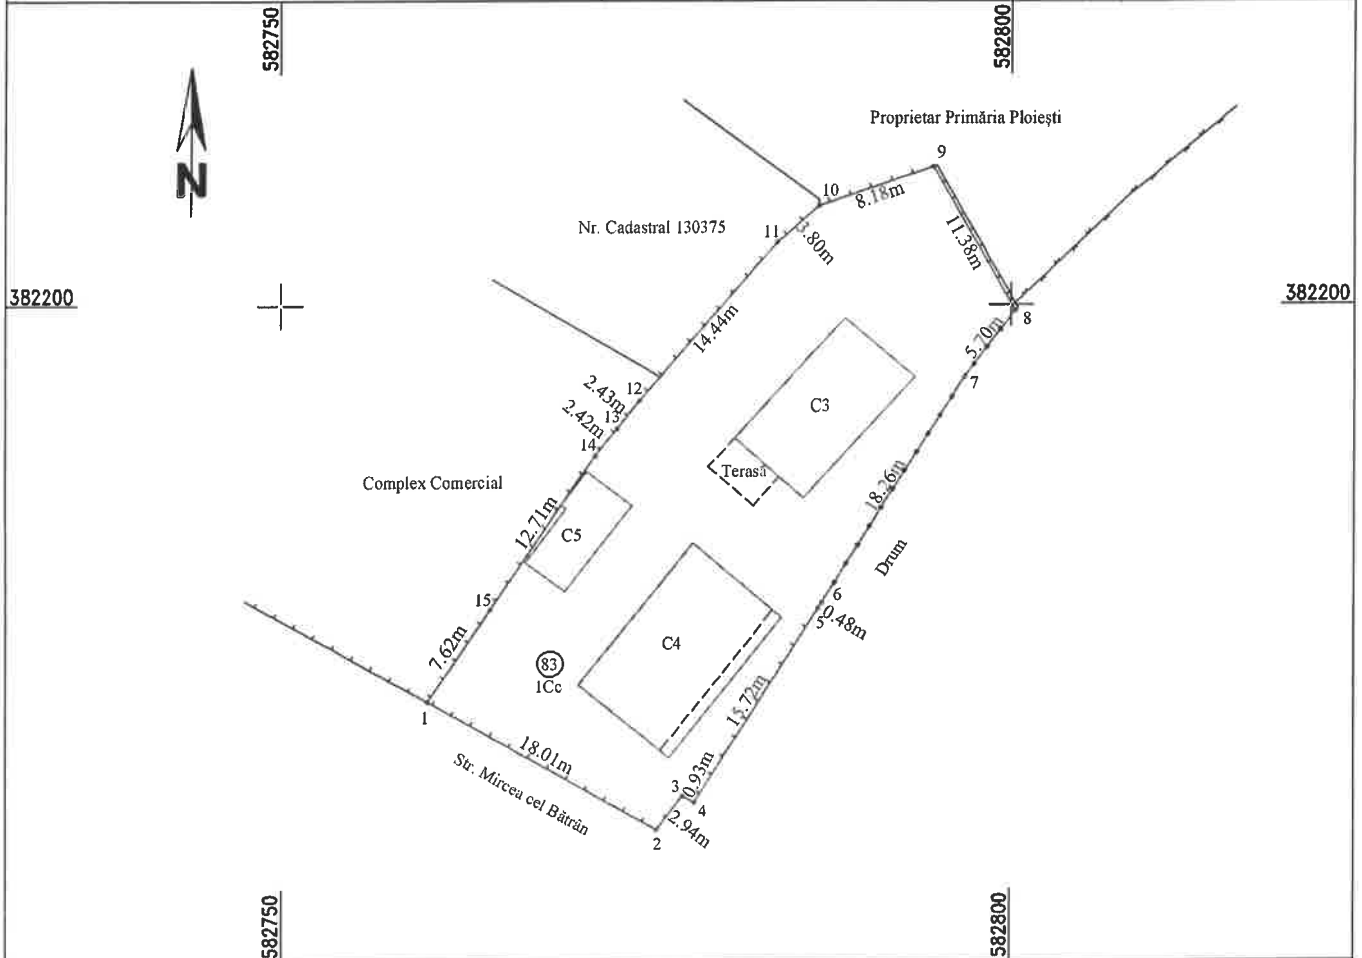 582750
582800
N
Proprietar Primăria Ploiești
9
10
8.18m
Nr. Cadastral 130375
11
3.80m
11.38m
382200
382200
8
14.44m
5.70m
7
12
2.43m
13
2.42m
14
C3
Terasă
Complex Comercial
12.71m
C5
18.26m
Drum
15
6
5
0.48m
7.62m
C4
83
1Cc
1
15.72m
18.01m
Str. Mircea cel Bătrân
3
0.93m
4
2.94m
2
582750
582800